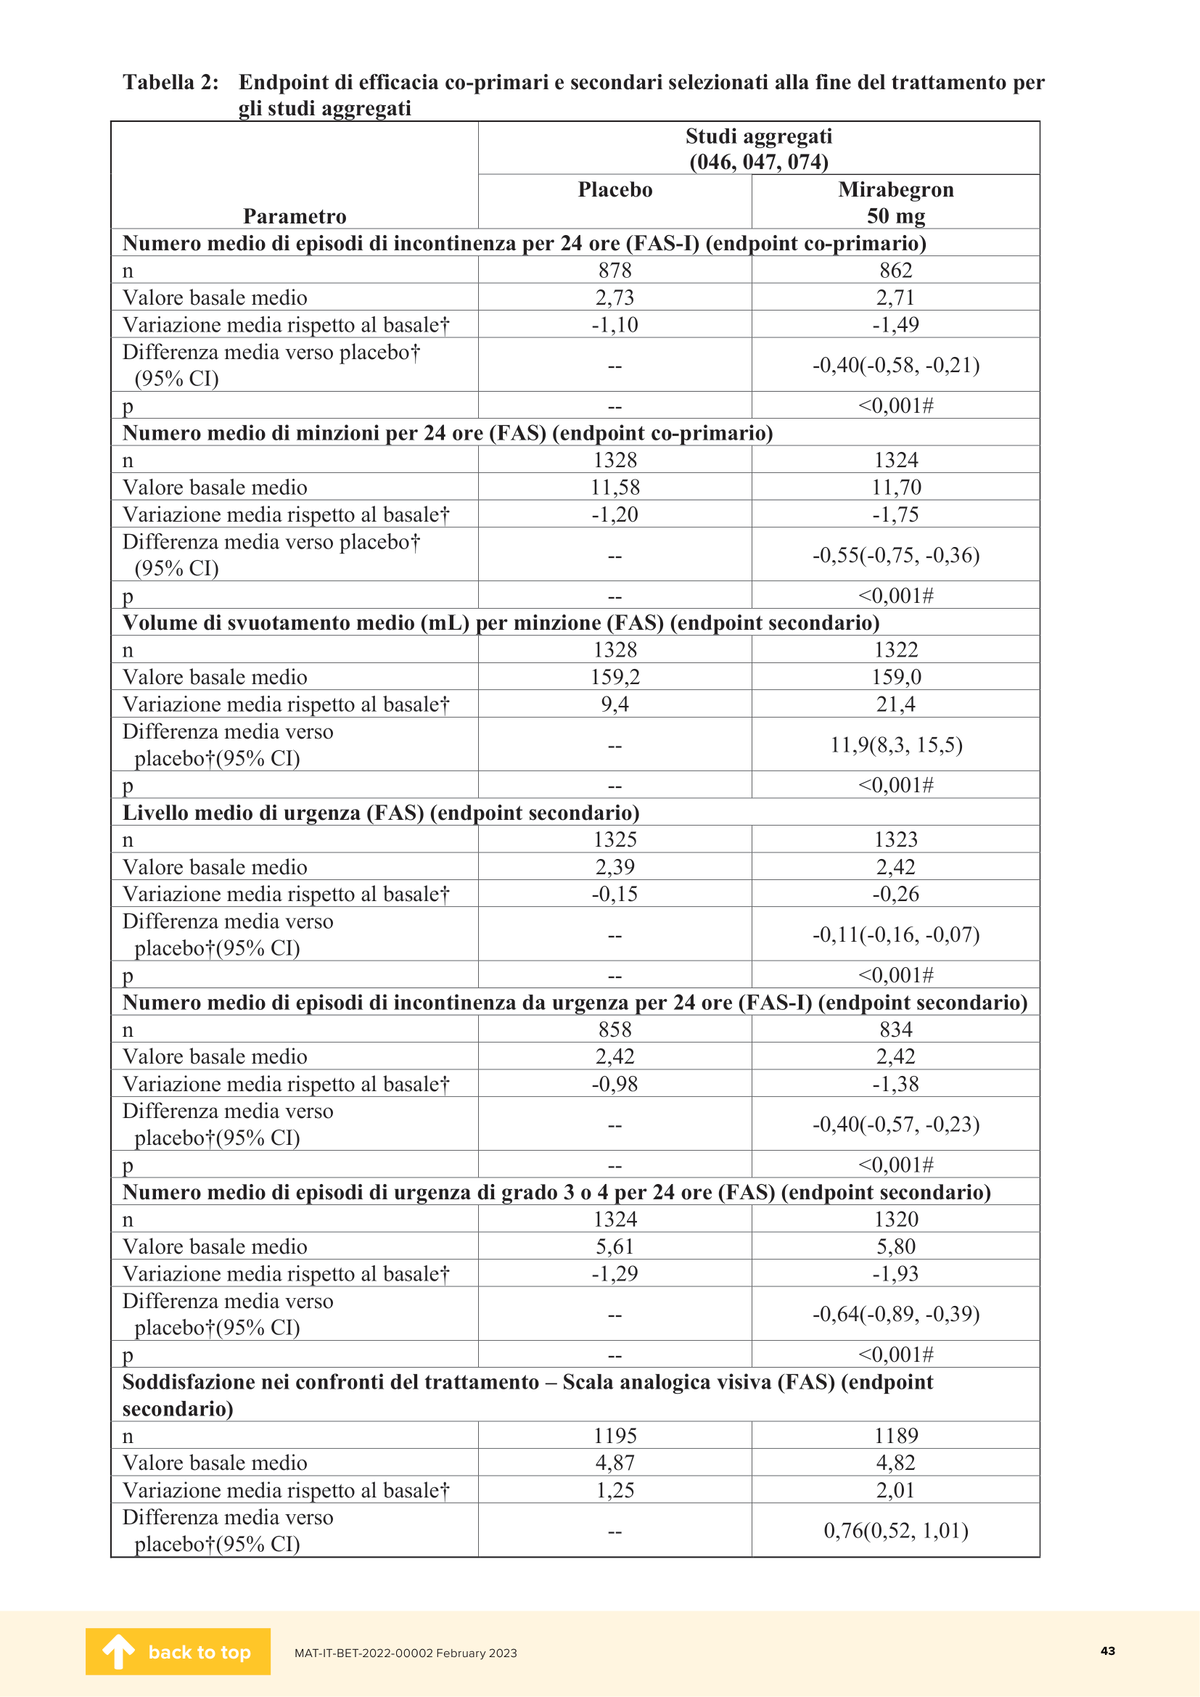 Tabella 2: Endpoint di efficacia co-primari e secondari selezionati alla fine del trattamento per
gli studi aggregati
Studi aggregati
(046, 047, 074)
Parametro Placebo Mirabegron
50 mg
Numero medio di episodi di incontinenza per 24 ore (FAS-I) (endpoint co-primario)
n 878 862
Valore basale medio 2,73 2,71
Variazione media rispetto al basale† -1,10 -1,49
Differenza media verso placebo†
(95% CI) -- -0,40(-0,58, -0,21)
p -- <0,001#
Numero medio di minzioni per 24 ore (FAS) (endpoint co-primario)
n 1328 1324
Valore basale medio 11,58 11,70
Variazione media rispetto al basale† -1,20 -1,75
Differenza media verso placebo†
(95% CI) -- -0,55(-0,75, -0,36)
p -- <0,001#
Volume di svuotamento medio (mL) per minzione (FAS) (endpoint secondario)
n 1328 1322
Valore basale medio 159,2 159,0
Variazione media rispetto al basale† 9,4 21,4
Differenza media verso
placebo†(95% CI) -- 11,9(8,3, 15,5)
p -- <0,001#
Livello medio di urgenza (FAS) (endpoint secondario)
n 1325 1323
Valore basale medio 2,39 2,42
Variazione media rispetto al basale† -0,15 -0,26
Differenza media verso
placebo†(95% CI) -- -0,11(-0,16, -0,07)
p -- <0,001#
Numero medio di episodi di incontinenza da urgenza per 24 ore (FAS-I) (endpoint secondario)
n 858 834
Valore basale medio 2,42 2,42
Variazione media rispetto al basale† -0,98 -1,38
Differenza media verso
placebo†(95% CI) -- -0,40(-0,57, -0,23)
p -- <0,001#
Numero medio di episodi di urgenza di grado 3 o 4 per 24 ore (FAS) (endpoint secondario)
n 1324 1320
Valore basale medio 5,61 5,80
Variazione media rispetto al basale† -1,29 -1,93
Differenza media verso
placebo†(95% CI) -- -0,64(-0,89, -0,39)
p -- <0,001#
Soddisfazione nei confronti del trattamento – Scala analogica visiva (FAS) (endpoint
secondario)
n 1195 1189
Valore basale medio 4,87 4,82
Variazione media rispetto al basale† 1,25 2,01
Differenza media verso
placebo†(95% CI) -- 0,76(0,52, 1,01)
back to top MAT-IT-BET-2022-00002 February 2023 43